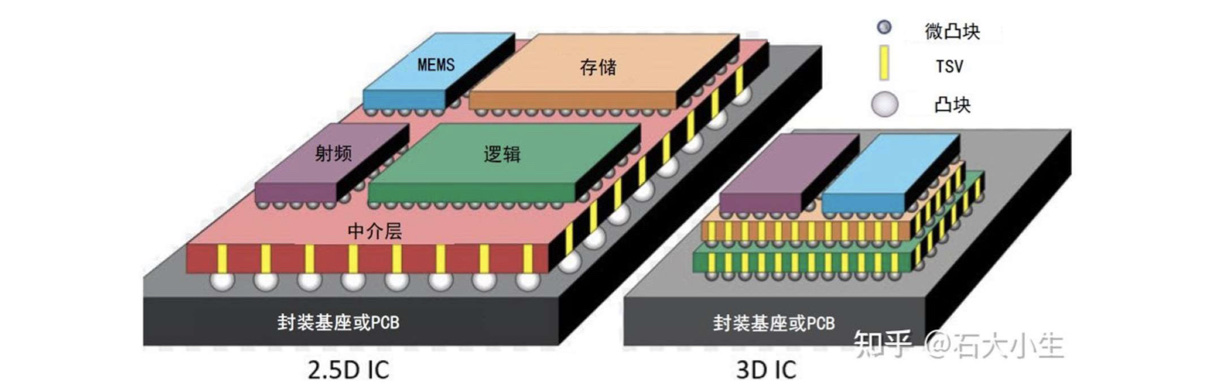 MEMS
存储
射频
逻辑
中介层
封装基座或PCB
2.5D IC
微凸块
TSV
凸块
封装基座或PCB
3D IC
知乎 @石大小生